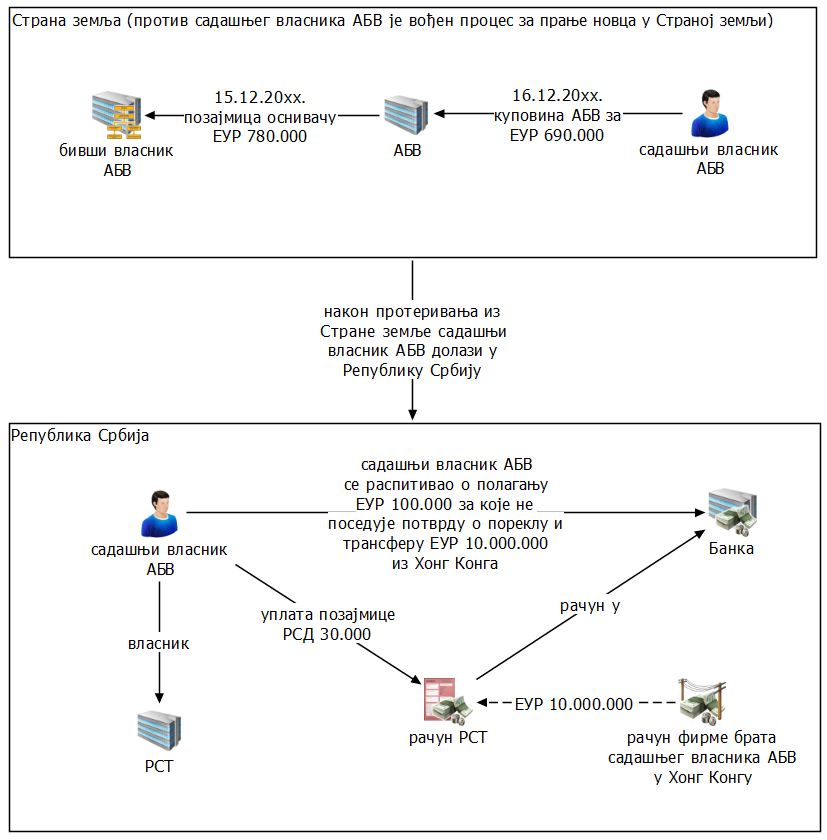 Страна земља (против садашњег власника АБВ је вођен процес за прање новца у Страној земљи)
15.12.20xx.
позајмица оснивачу
ЕУР 780.000
16.12.20xx.
куповина АБВ за
ЕУР 690.000
бивши власник
АБВ
АБВ
садашњи власник
АБВ
након протеривања из
Стране земље садашњи
власник АБВ долази у
Републику Србију
Република Србија
садашњи власник АБВ
се распитивао о полагању
ЕУР 100.000 за које не
поседује потврду о пореклу и
трансферу ЕУР 10.000.000
из Хонг Конга
садашњи власник
АБВ
Банка
уплата позајмице
РСД 30.000
рачун у
власник
ЕУР 10.000.000
РСТ
рачун РСТ
рачун фирме брата
садашњег власника АБВ
у Хонг Конгу